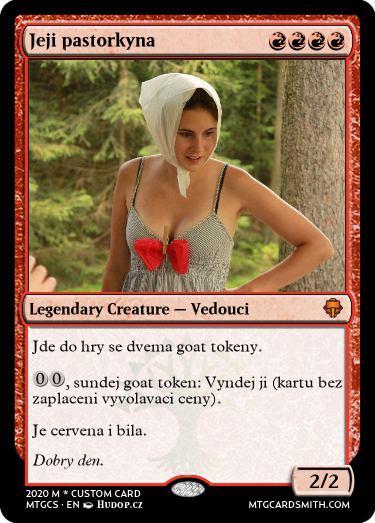 Jeji pastorkyna
Legendary Creature — Vedouci
Jde do hry se dvema goat tokeny.
0 0, sundej goat token: Vyndej ji (kartu bez
zaplaceni vyvolavaci ceny).
Je cervena i bila.
Dobry den.
2/2
2020 M * CUSTOM CARD
MTGCS • EN HUDOP.CZ
MTGCARDSMITH.COM